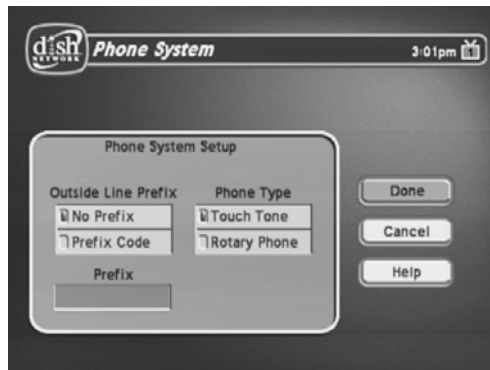 dish
NETWORK
Phone System
3:01pm
1
Phone System Setup
Outside Line Prefix
Phone Type
No Prefix
Touch Tone
Prefix Code
Rotary Phone
Prefix
Done
Cancel
Help